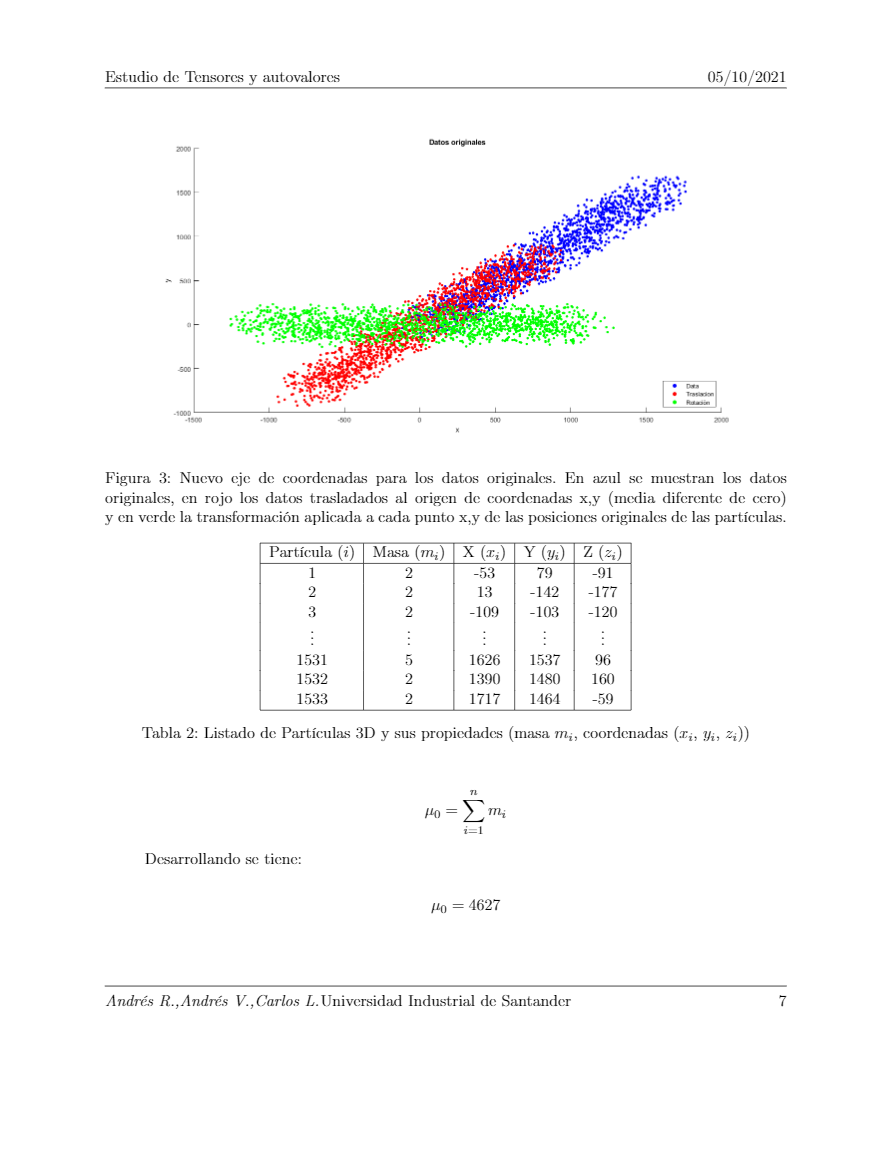 Estudio de Tensores y autovalores 05/10/2021
Datos originales
2000
1500
1000
500
0
-500
-1000
y
-1500 -1000 -500 0 500 1000 1500 2000
x
Data
Traslacion
Rotación
Figura 3: Nuevo eje de coordenadas para los datos originales. En azul se muestran los datos
originales, en rojo los datos trasladados al origen de coordenadas x,y (media diferente de cero)
y en verde la transformación aplicada a cada punto x,y de las posiciones originales de las partículas.
Partícula (i) Masa (mᵢ) X (xᵢ) Y (yᵢ) Z (zᵢ)
1 2 -53 79 -91
2 2 13 -142 -177
3 2 -109 -103 -120
⋮ ⋮ ⋮ ⋮ ⋮
1531 5 1626 1537 96
1532 2 1390 1480 160
1533 2 1717 1464 -59
Tabla 2: Listado de Partículas 3D y sus propiedades (masa mᵢ, coordenadas (xᵢ, yᵢ, zᵢ))
n
μ₀ = ∑ mᵢ
i=1
Desarrollando se tiene:
μ₀ = 4627
Andrés R.,Andrés V.,Carlos L.Universidad Industrial de Santander 7